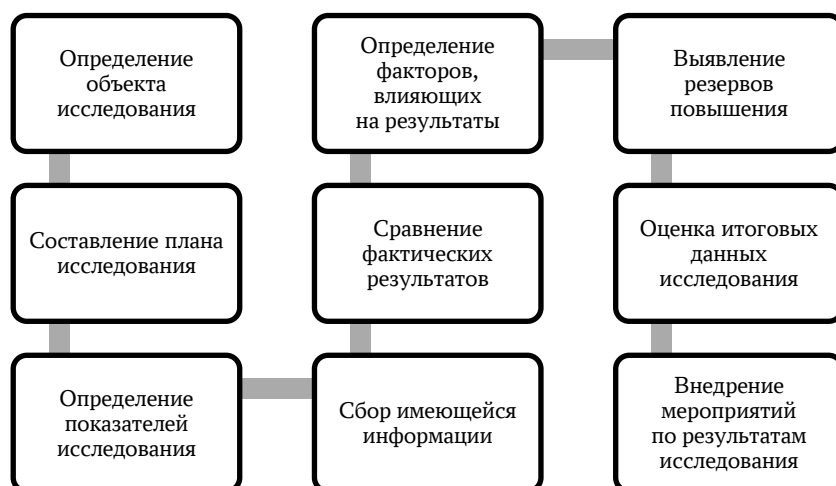 Определение
объекта
исследования
Составление плана
исследования
Определение
показателей
исследования
Сбор имеющейся
информации
Сравнение
фактических
результатов
Определение
факторов,
влияющих
на результаты
Выявление
резервов
повышения
Оценка итоговых
данных
исследования
Внедрение
мероприятий
по результатам
исследования